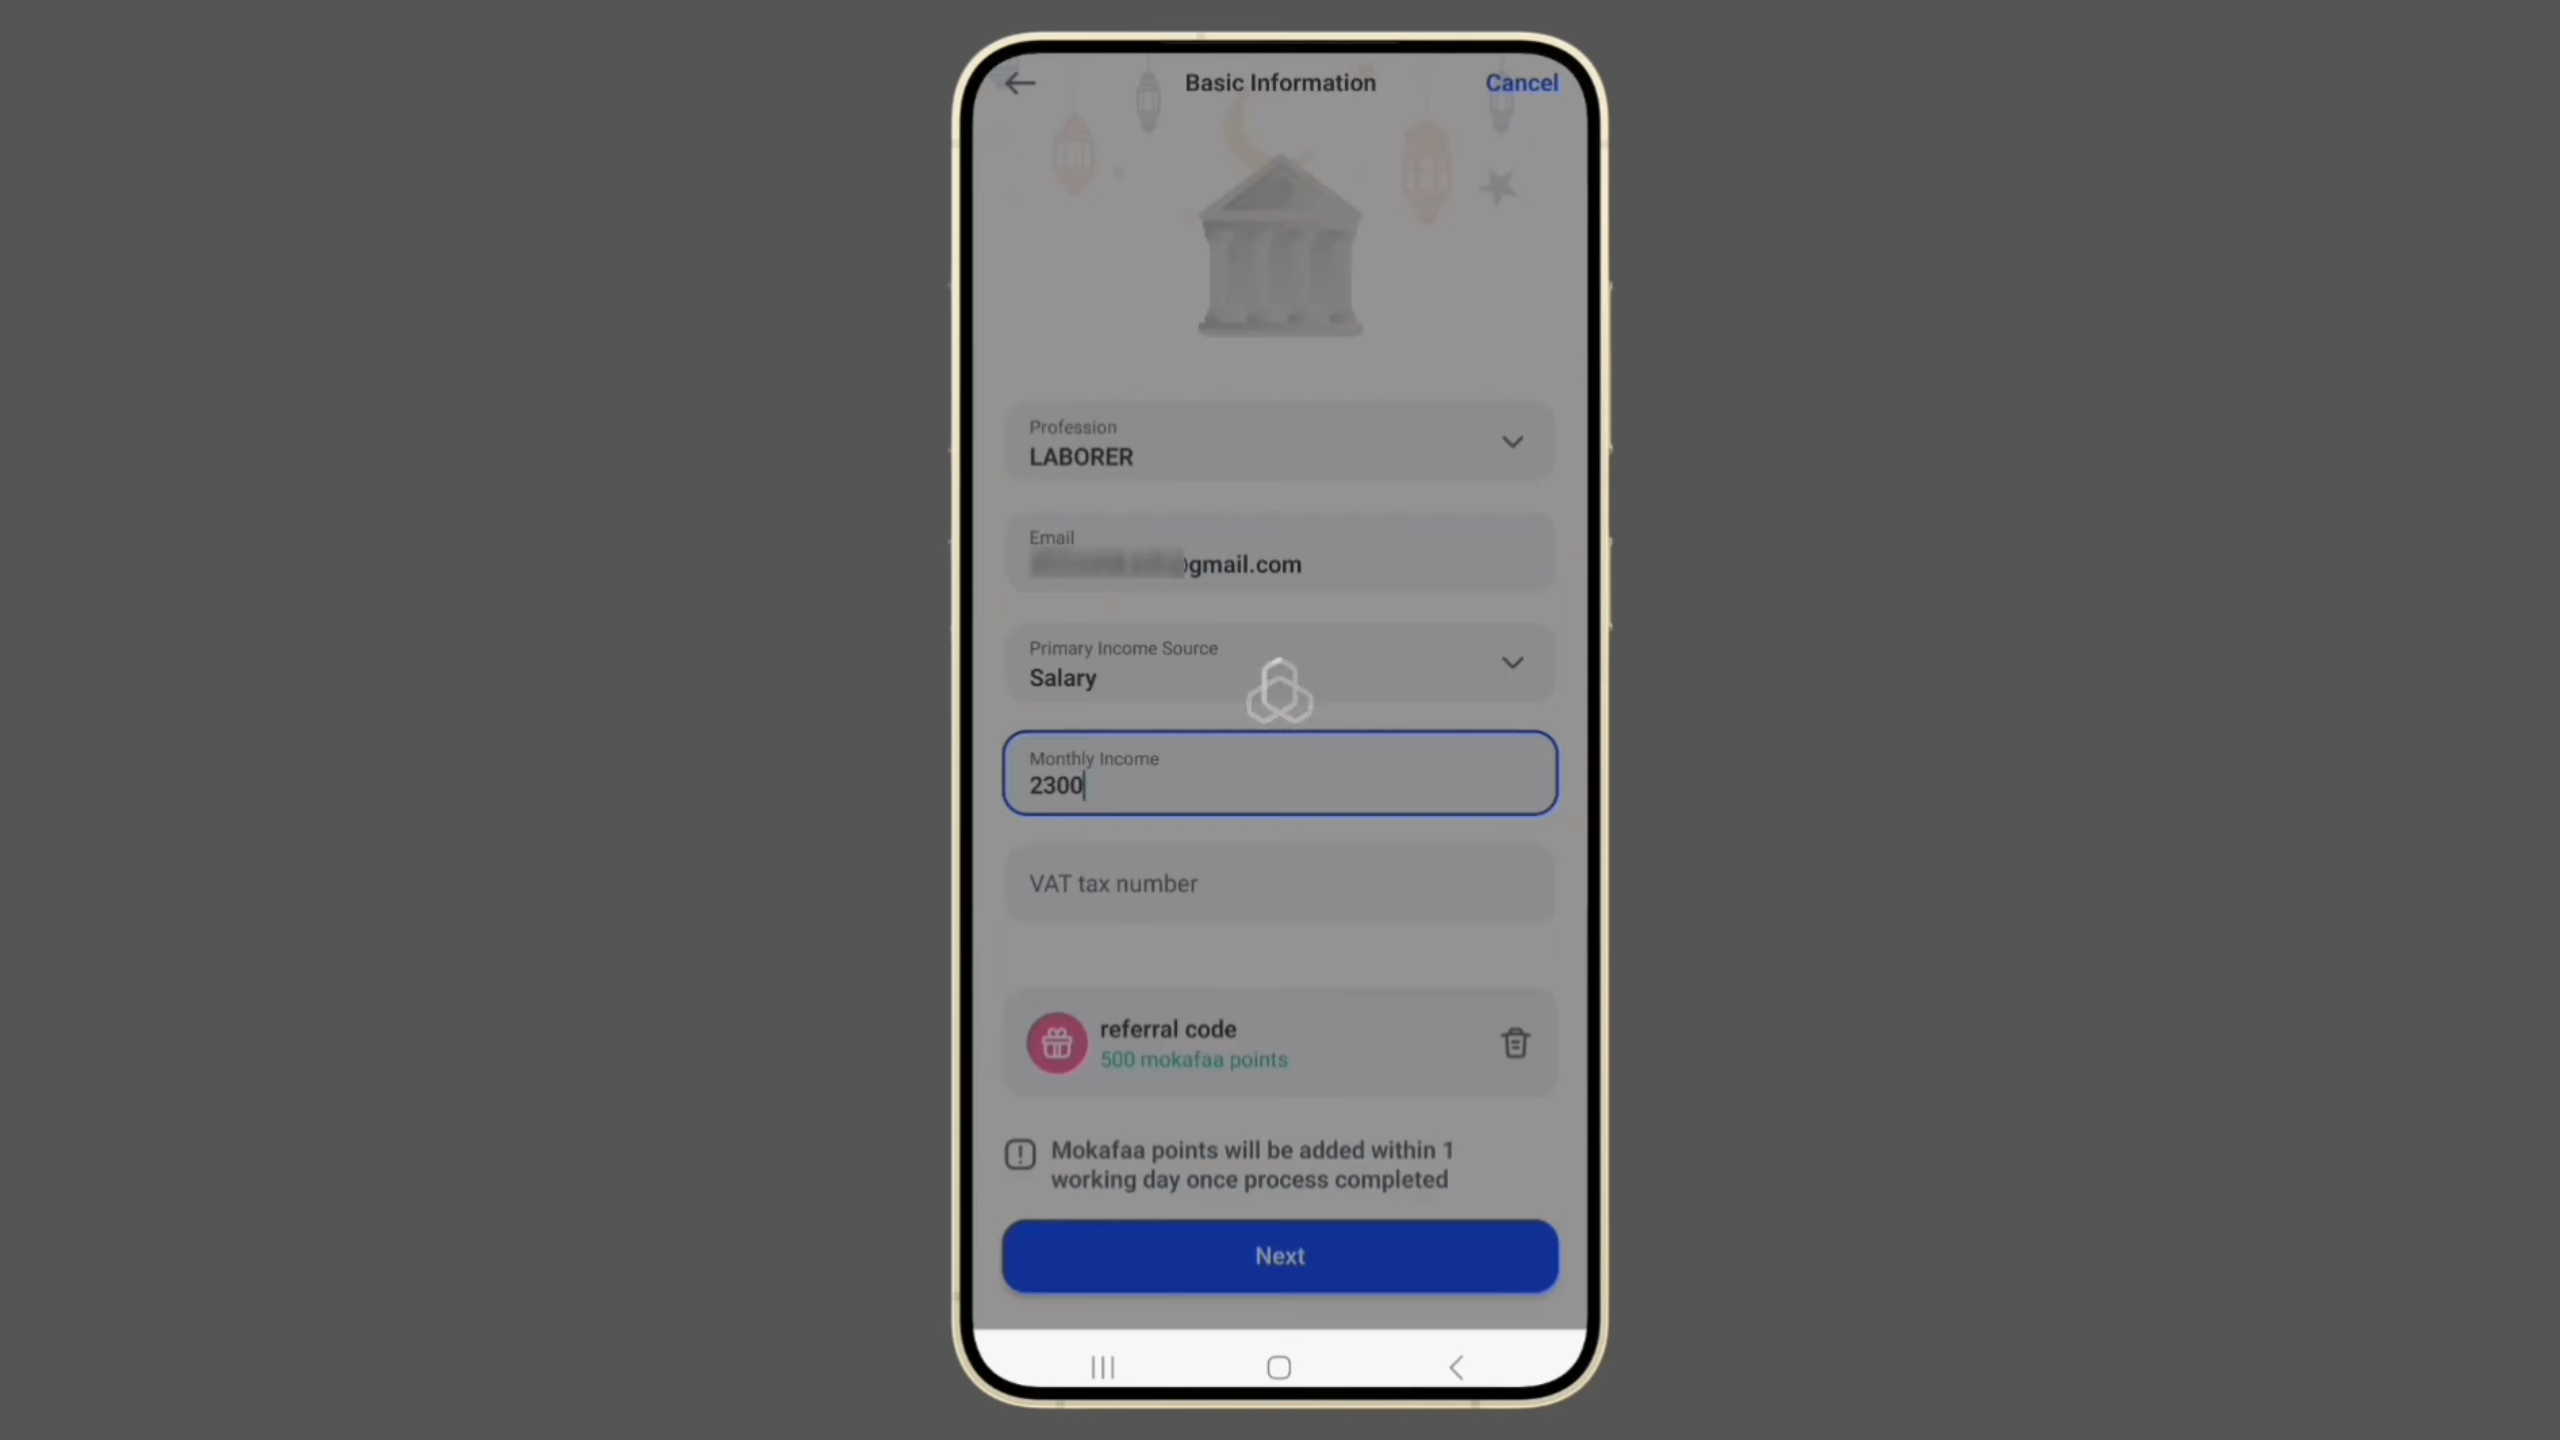 Basic Information
Cancel
Profession
LABORER
Email
@gmail.com
Primary Income Source
Salary
Monthly Income
2300
VAT tax number
referral code
500 mokafaa points
Mokafaa points will be added within 1
working day once process completed
Next